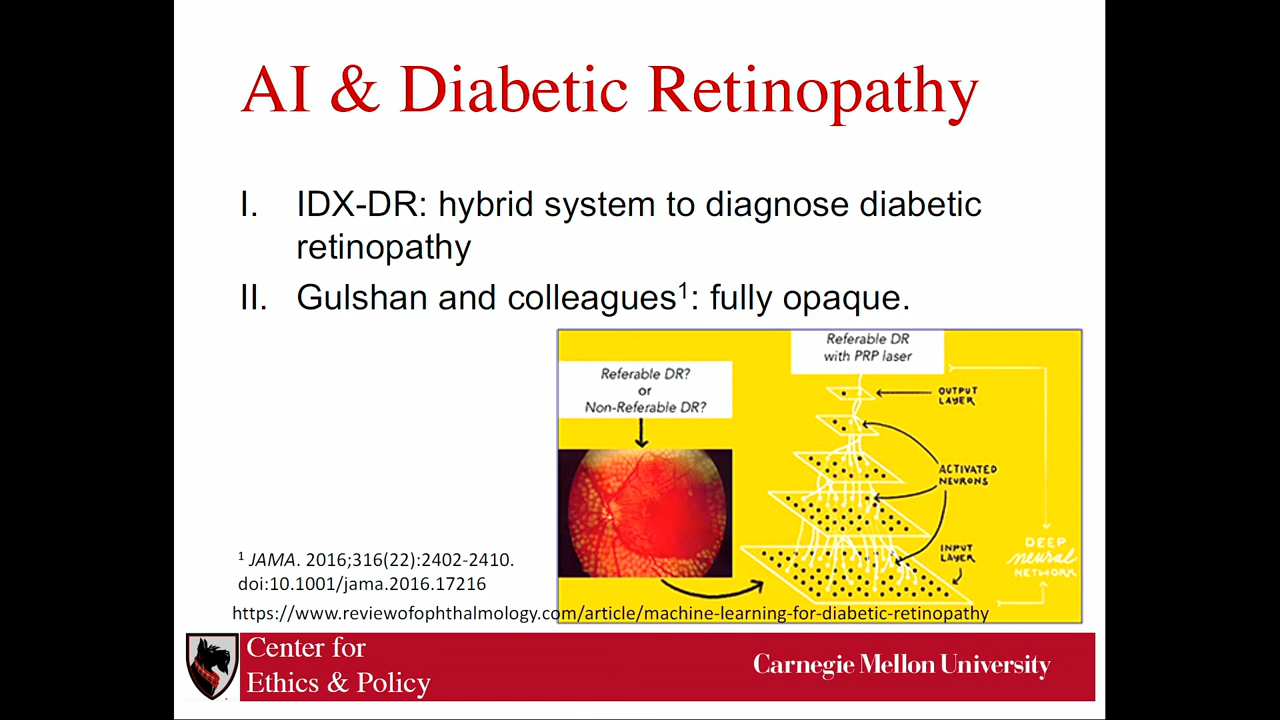 AI & Diabetic Retinopathy
I. IDX-DR: hybrid system to diagnose diabetic
retinopathy
II. Gulshan and colleagues¹: fully opaque.
Referable DR?
or
Non-Referable DR?
Referable DR
with PRP laser
OUTPUT
LAYER
ACTIVATED
NEURONS
INPUT
LAYER
DEEP
neural
NETWORK
¹ JAMA. 2016;316(22):2402-2410.
doi:10.1001/jama.2016.17216
https://www.reviewofophthalmology.com/article/machine-learning-for-diabetic-retinopathy
Center for
Ethics & Policy
Carnegie Mellon University